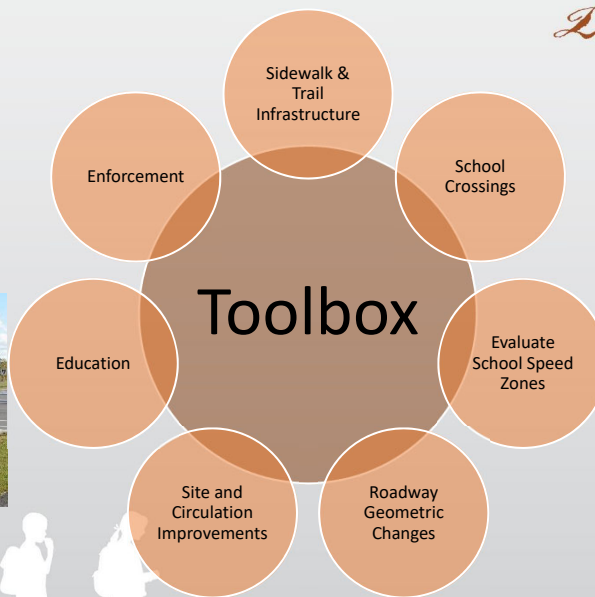 Sidewalk &
Trail
Infrastructure
School
Crossings
Evaluate
School Speed
Zones
Roadway
Geometric
Changes
Site and
Circulation
Improvements
Education
Enforcement
Toolbox